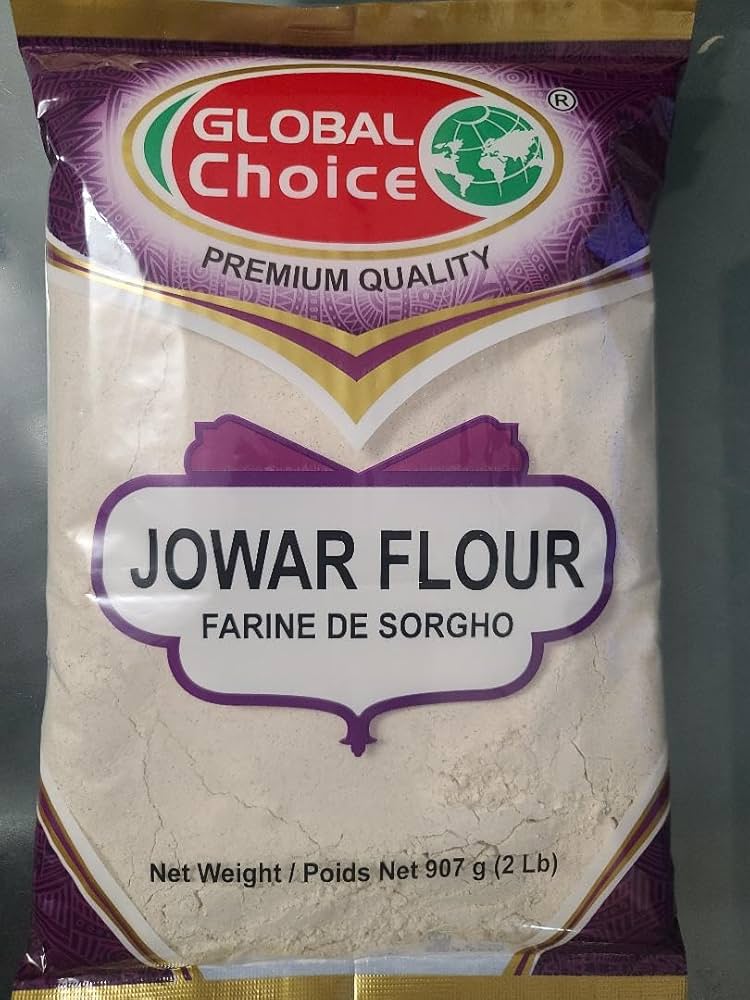 GLOBAL
Choice
®
PREMIUM QUALITY
JOWAR FLOUR
FARINE DE SORGHO
Net Weight / Poids Net 907 g (2 Lb)